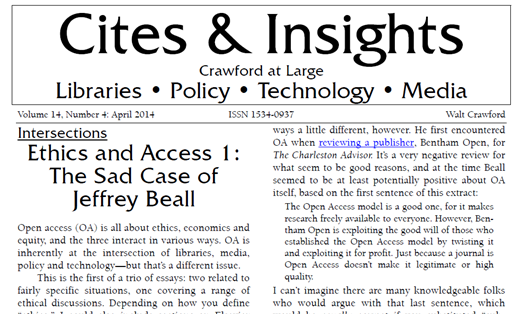 Cites & Insights
Crawford at Large
Libraries • Policy • Technology • Media
Volume 14, Number 4: April 2014 ISSN 1534-0937 Walt Crawford
Intersections
Ethics and Access 1:
The Sad Case of
Jeffrey Beall
Open access (OA) is all about ethics, economics and
equity, and the three interact in various ways. OA is
inherently at the intersection of libraries, media,
policy and technology—but that's different issue.
This is the first of a trio of essays: two related to
fairly specific situations, one covering a range of
ethical discussions. Depending on how you define
ways a little different, however. He first encountered
OA when reviewing a publisher, Bentham Open, for
The Charleston Advisor. It's a very negative review for
what seem to be good reasons, and at the time Beall
seemed to be at least potentially positive about OA
itself, based on the first sentence of this extract:
The Open Access model is a good one, for it makes
research freely available to everyone. However, Ben-
tham Open is exploiting the good will of those who
established the Open Access model by twisting it
and exploiting it for profit. Just because a journal is
Open Access doesn't make it legitimate or high
quality.
I can't imagine there are many knowledgeable folks
who would argue with that last sentence, which